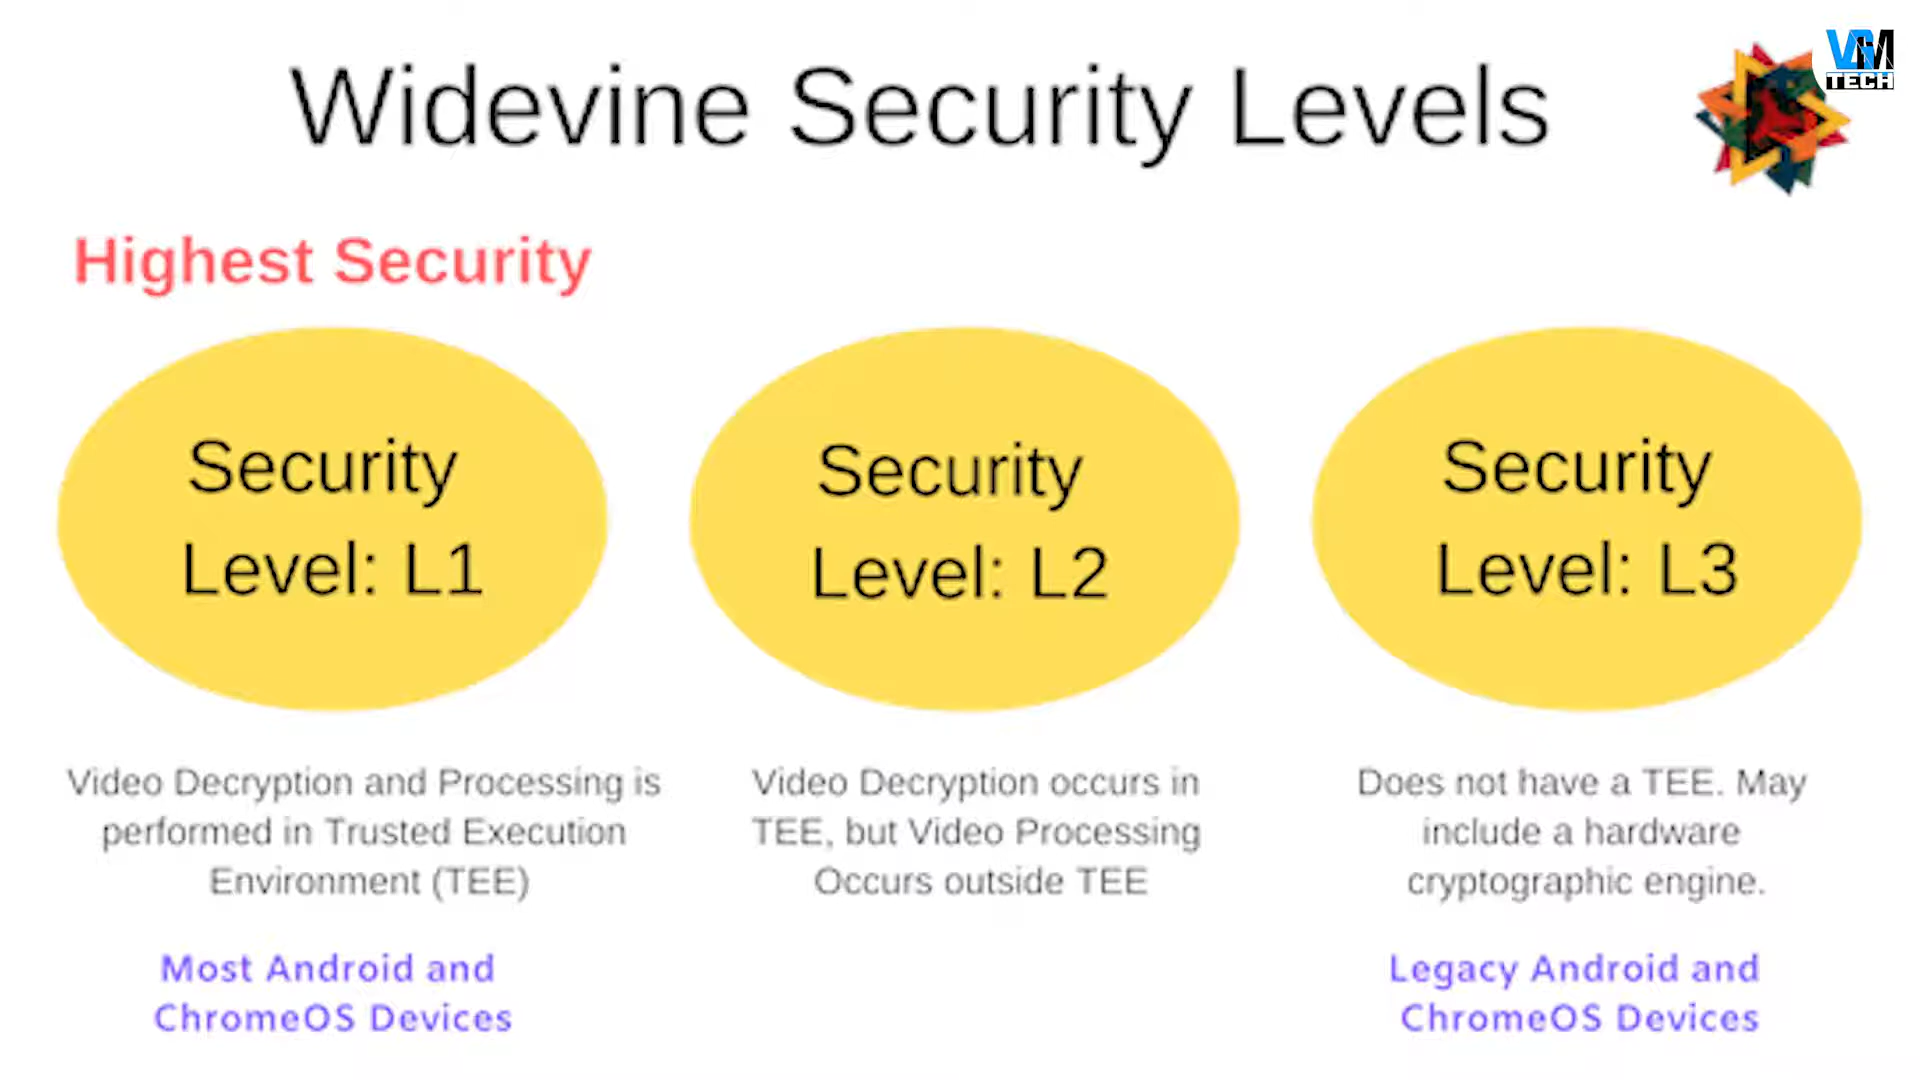 Widevine Security Levels
VGM
TECH
Highest Security
Security
Level: L1
Security
Level: L2
Security
Level: L3
Video Decryption and Processing is
performed in Trusted Execution
Environment (TEE)
Video Decryption occurs in
TEE, but Video Processing
Occurs outside TEE
Does not have a TEE. May
include a hardware
cryptographic engine.
Most Android and
ChromeOS Devices
Legacy Android and
ChromeOS Devices